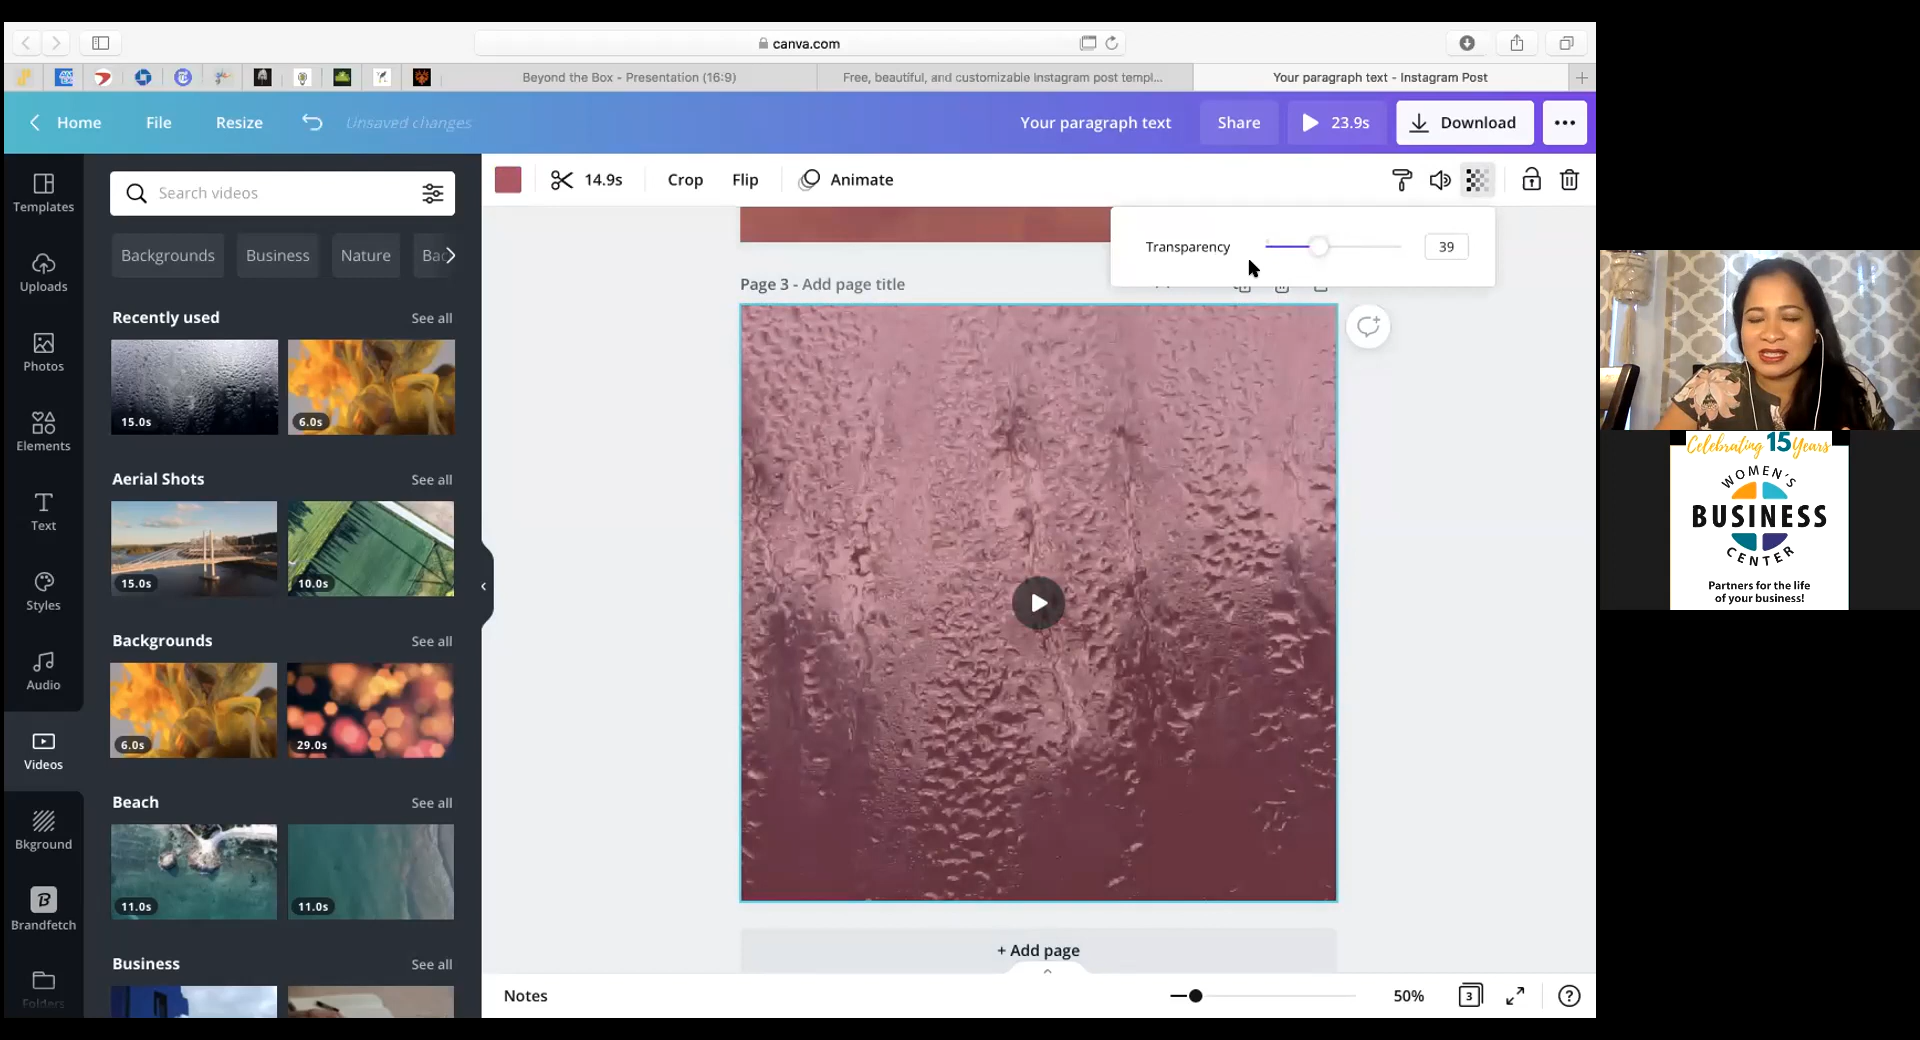 canva.com
Beyond the Box - Presentation (16:9)
Free, beautiful, and customizable Instagram post templ...
Your paragraph text - Instagram Post
Home
File
Resize
Unsaved changes
Your paragraph text
Share
23.9s
Download
Templates
Uploads
Photos
Elements
Text
Styles
Audio
Videos
Bkground
Brandfetch
Folders
Search videos
Backgrounds
Business
Nature
Bac
Recently used
See all
15.0s
6.0s
Aerial Shots
See all
15.0s
10.0s
Backgrounds
See all
6.0s
29.0s
Beach
See all
11.0s
11.0s
Business
See all
14.9s
Crop
Flip
Animate
Transparency
39
Page 3 - Add page title
+ Add page
Notes
50%
3
Celebrating 15 Years
WOMEN'S
BUSINESS
CENTER
Partners for the life
of your business!